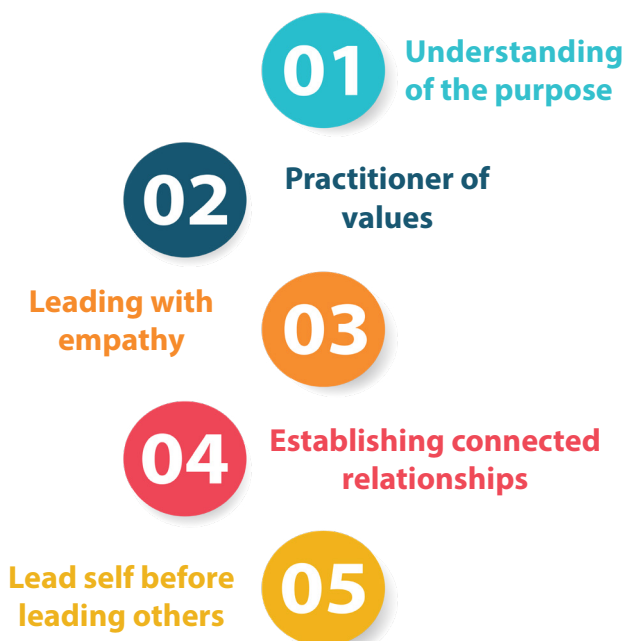 01
Understanding
of the purpose
02
Practitioner of
values
Leading with
empathy
03
04
Establishing connected
relationships
Lead self before
leading others
05